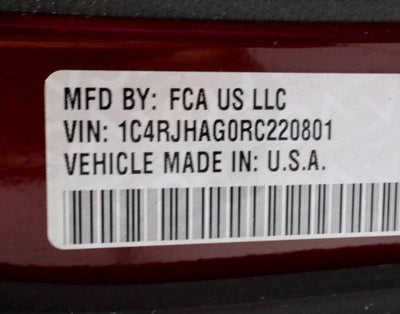 MFD BY: FCA US LLC
VIN: 1C4RJHAG0RC220801
VEHICLE MADE IN: U.S.A.